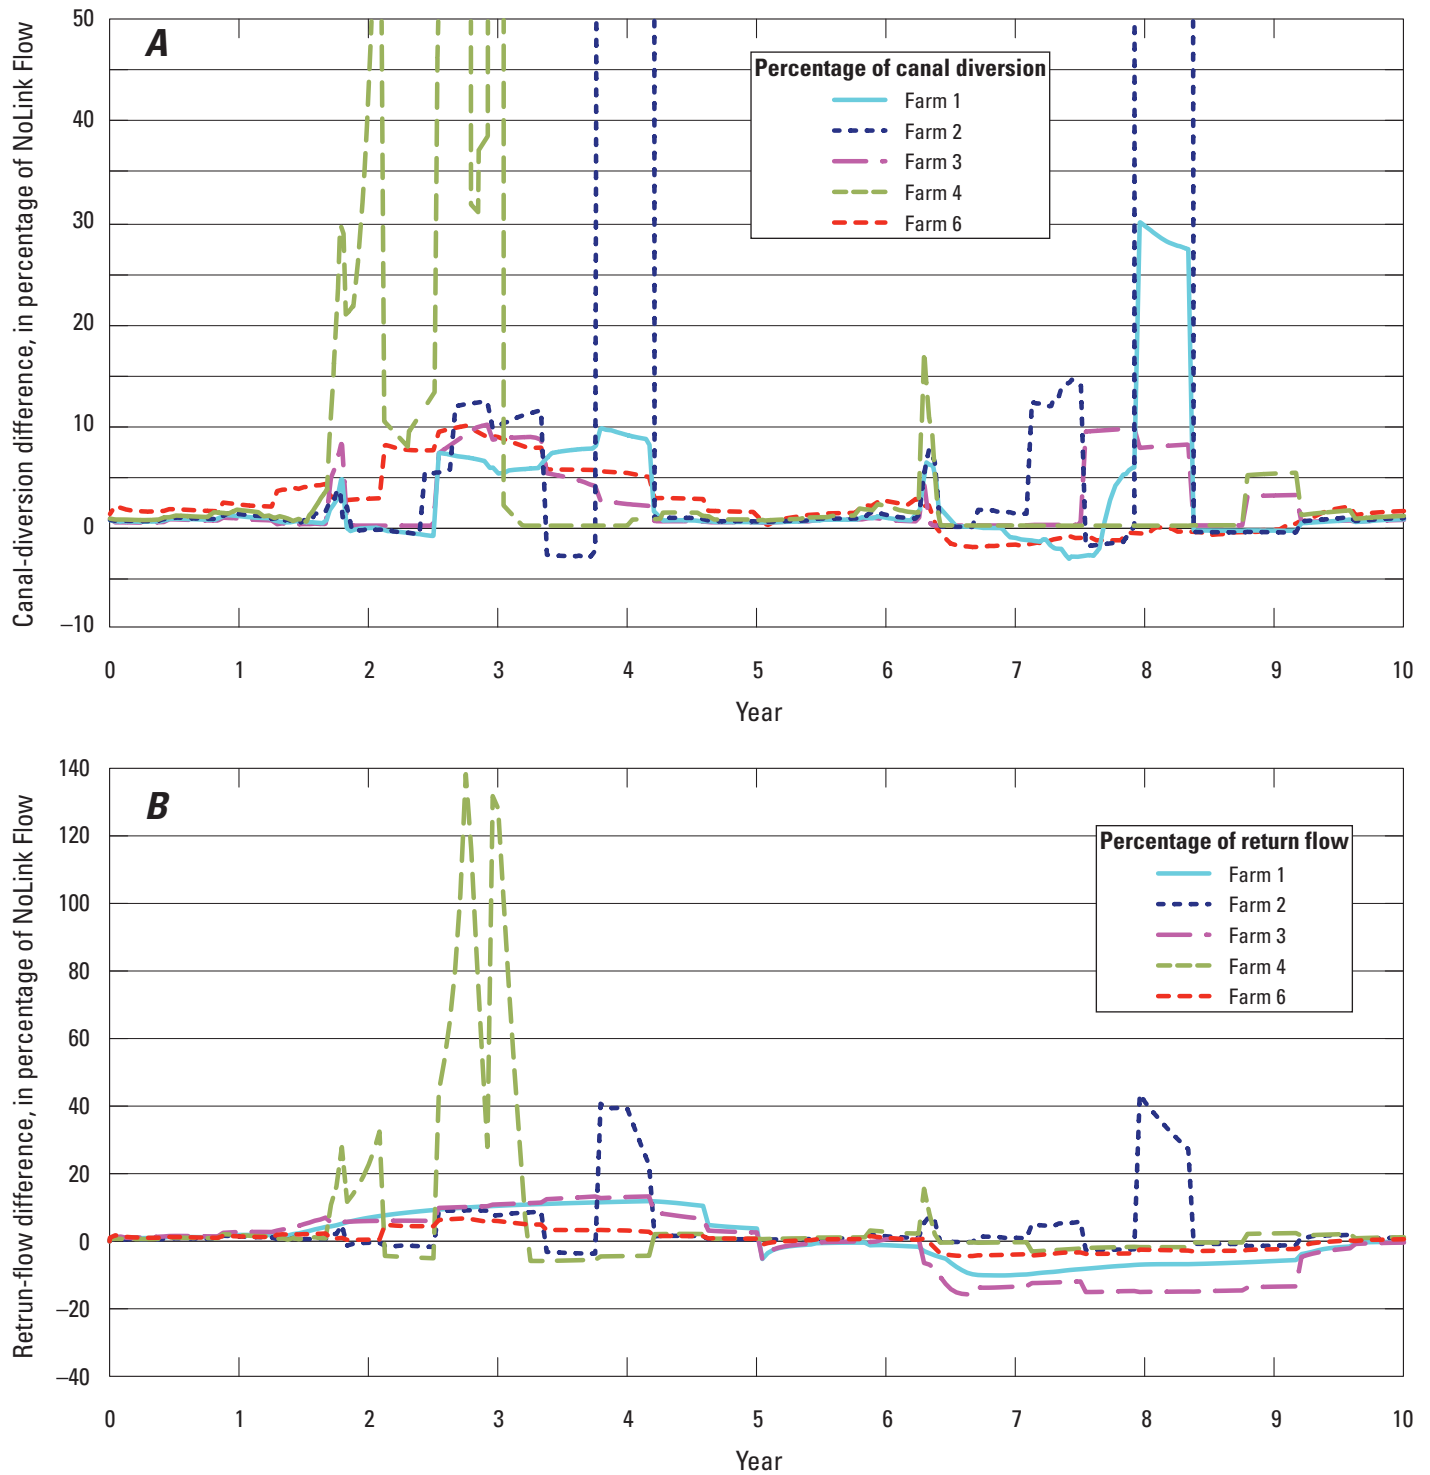 A
Canal-diversion difference, in percentage of NoLink Flow
50
40
30
20
10
0
–10
Percentage of canal diversion
Farm 1
Farm 2
Farm 3
Farm 4
Farm 6
0 1 2 3 4 5 6 7 8 9 10
Year
B
Retrun-flow difference, in percentage of NoLink Flow
140
120
100
80
60
40
20
0
–20
–40
Percentage of return flow
Farm 1
Farm 2
Farm 3
Farm 4
Farm 6
0 1 2 3 4 5 6 7 8 9 10
Year